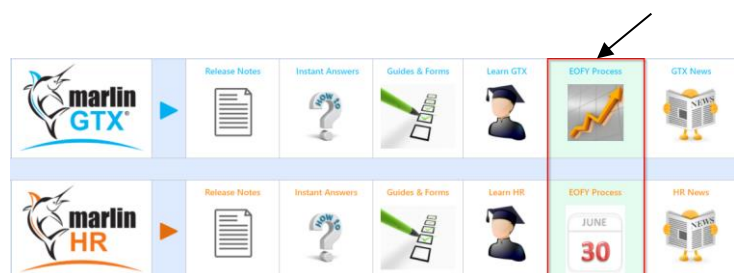 Release Notes Instant Answers Guides & Forms Learn GTX EOFY Process GTX News
marlin
GTX®
HOW TO
NEWS
Release Notes Instant Answers Guides & Forms Learn HR EOFY Process HR News
marlin
HR
HOW TO
JUNE
30
NEWS